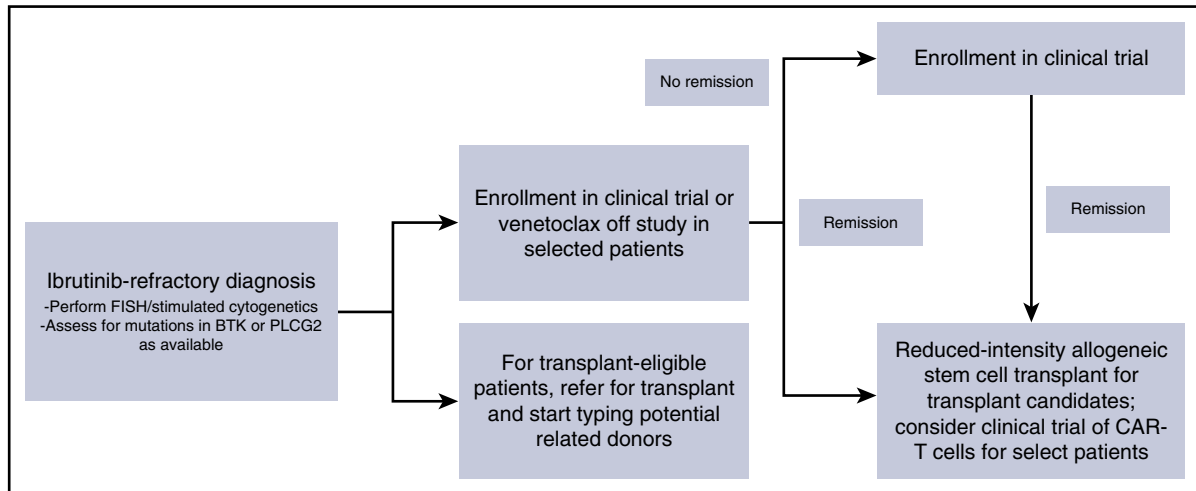 Ibrutinib-refractory diagnosis
-Perform FISH/stimulated cytogenetics
-Assess for mutations in BTK or PLCG2
as available
Enrollment in clinical trial or
venetoclax off study in
selected patients
For transplant-eligible
patients, refer for transplant
and start typing potential
related donors
No remission
Remission
Enrollment in clinical trial
Remission
Reduced-intensity allogeneic
stem cell transplant for
transplant candidates;
consider clinical trial of CAR-
T cells for select patients